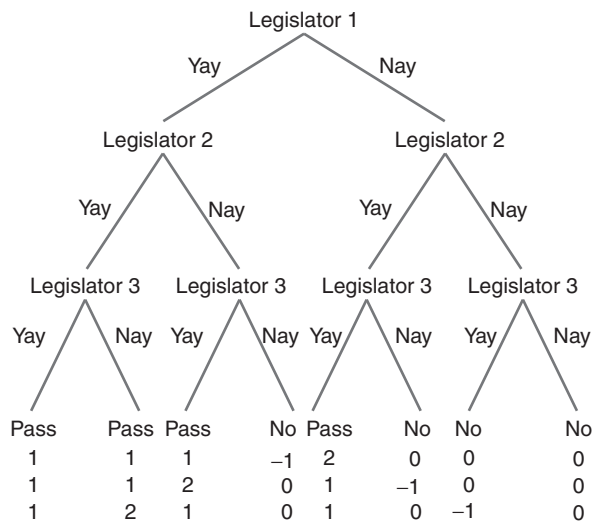 Legislator 1
Yay Nay
Legislator 2 Legislator 2
Yay Nay Yay Nay
Legislator 3 Legislator 3 Legislator 3 Legislator 3
Yay Nay Yay Nay Yay Nay Yay Nay
Pass Pass Pass No Pass No No No
1 1 1 −1 2 0 0 0
1 1 2 0 1 −1 0 0
1 2 1 0 1 0 −1 0